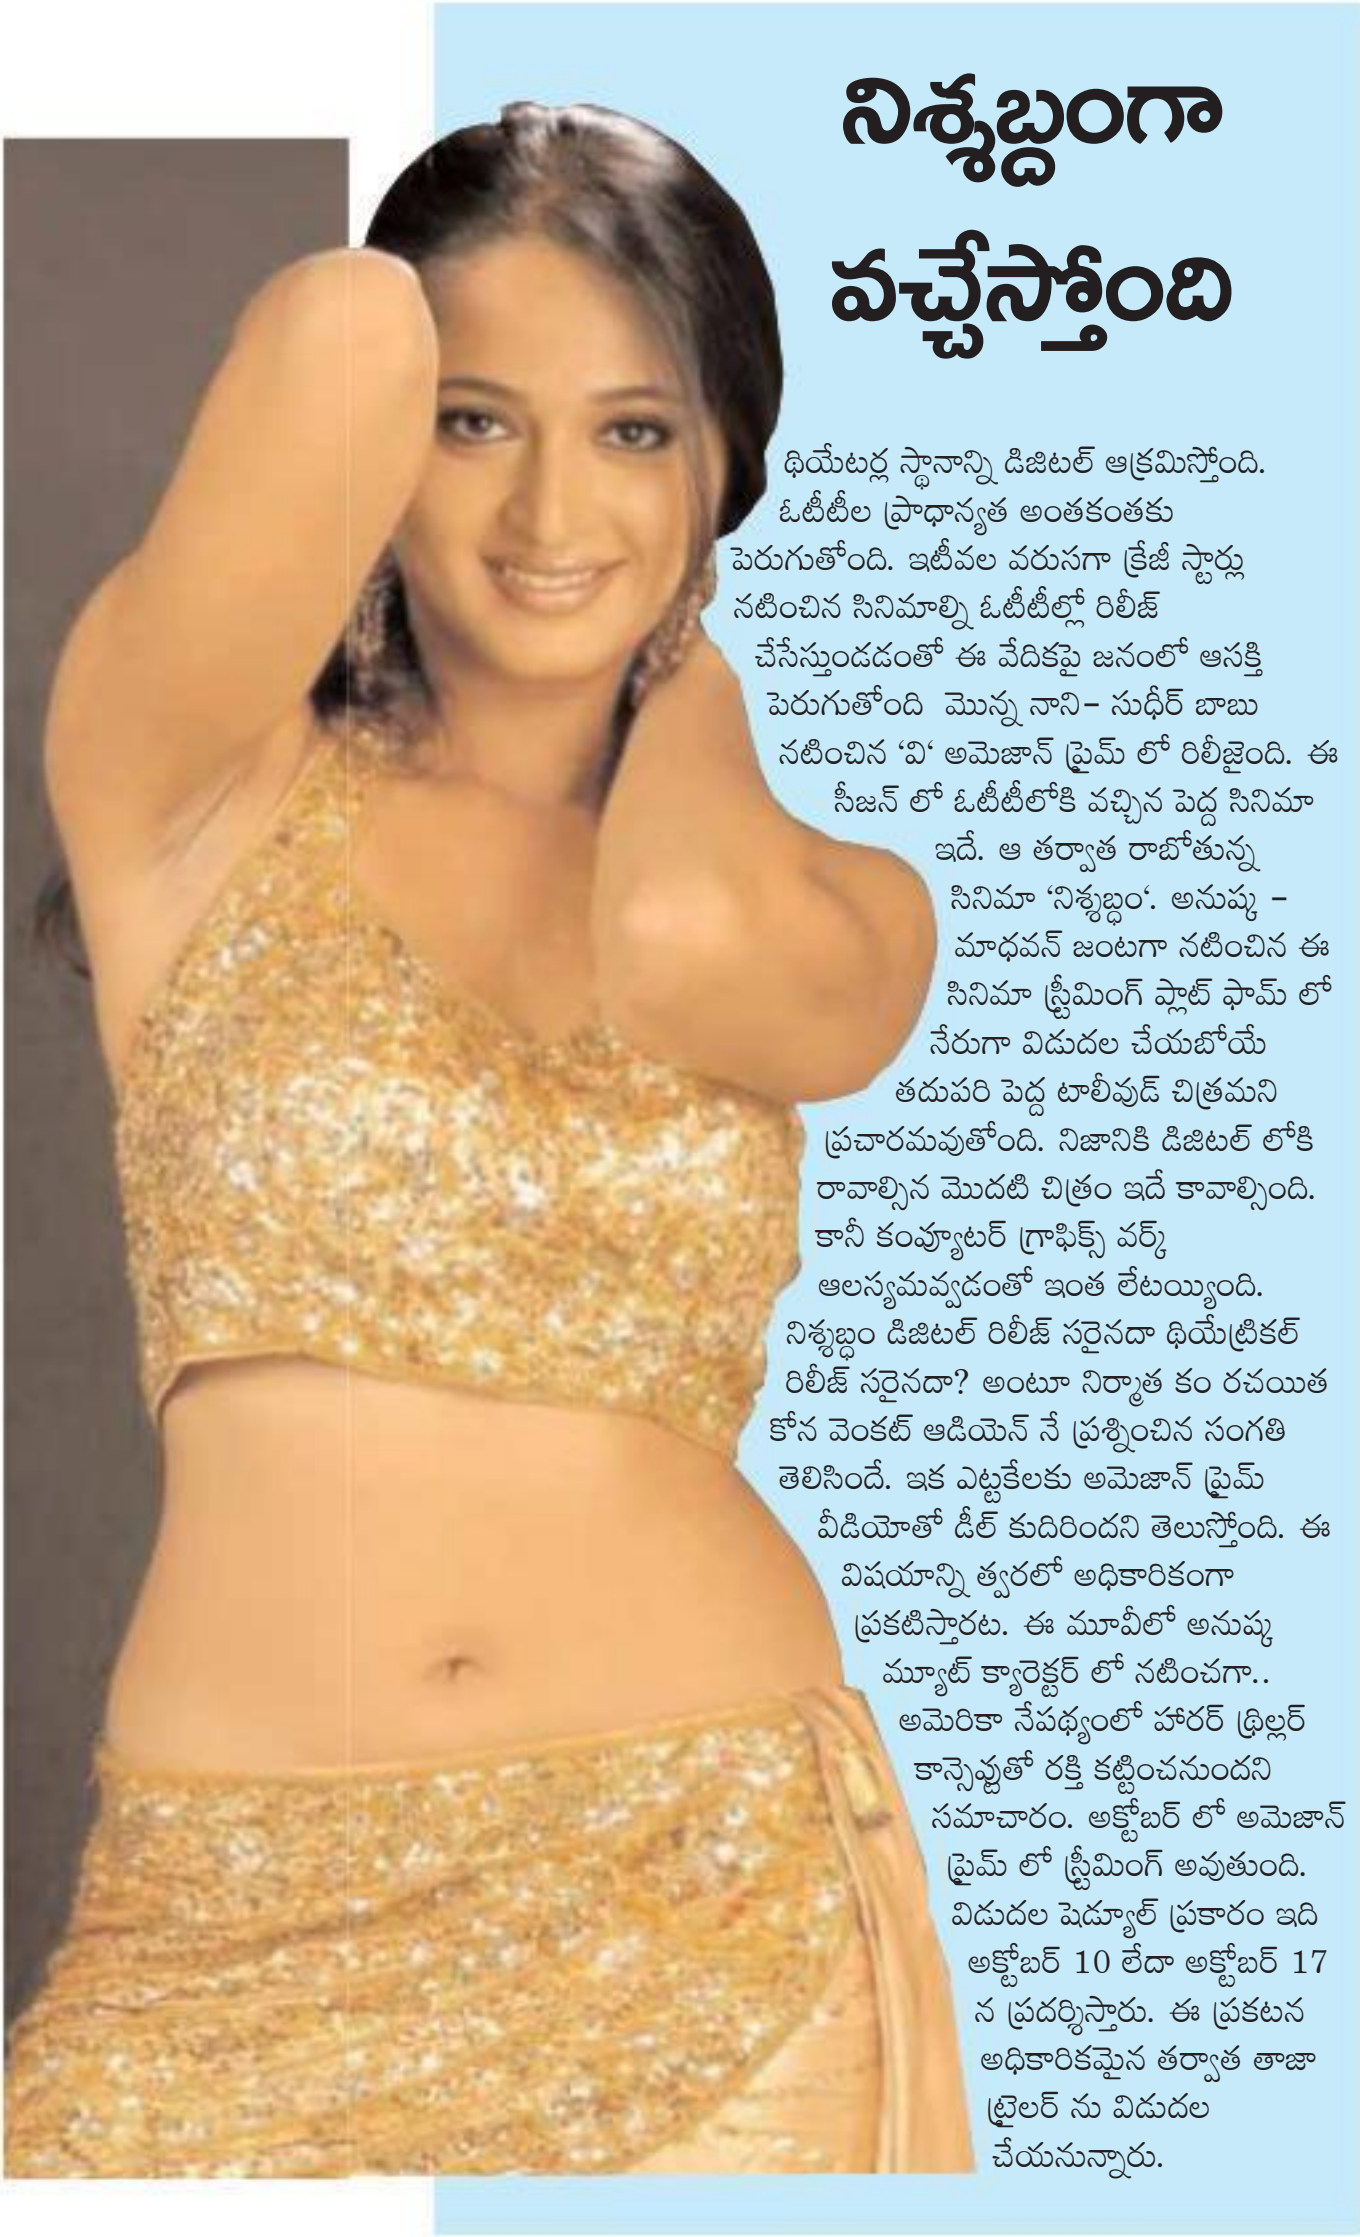 నిశ్శబ్దంగా
వచ్చేస్తోంది
థియేటర్ల స్థానాన్ని డిజిటల్ ఆక్రమిస్తోంది.
ఓటీటీల ప్రాధాన్యత అంతకంతకు
పెరుగుతోంది. ఇటీవల వరుసగా క్రేజీ స్టార్లు
నటించిన సినిమాల్ని ఓటీటీల్లో రిలీజ్
చేసేస్తుండడంతో ఈ వేదికపై జనంలో ఆసక్తి
పెరుగుతోంది మొన్న నాని- సుధీర్ బాబు
నటించిన ‘వి‘ అమెజాన్ ప్రైమ్ లో రిలీజైంది. ఈ
సీజన్ లో ఓటీటీలోకి వచ్చిన పెద్ద సినిమా
ఇదే. ఆ తర్వాత రాబోతున్న
సినిమా ‘నిశ్శబ్ధం‘. అనుష్క -
మాధవన్ జంటగా నటించిన ఈ
సినిమా స్ట్రీమింగ్ ప్లాట్ ఫామ్ లో
నేరుగా విడుదల చేయబోయే
తదుపరి పెద్ద టాలీవుడ్ చిత్రమని
ప్రచారమవుతోంది. నిజానికి డిజిటల్ లోకి
రావాల్సిన మొదటి చిత్రం ఇదే కావాల్సింది.
కానీ కంప్యూటర్ గ్రాఫిక్స్ వర్క్
ఆలస్యమవ్వడంతో ఇంత లేటయ్యింది.
నిశ్శబ్ధం డిజిటల్ రిలీజ్ సరైనదా థియేట్రికల్
రిలీజ్ సరైనదా? అంటూ నిర్మాత కం రచయిత
కోన వెంకట్ ఆడియెన్ నే ప్రశ్నించిన సంగతి
తెలిసిందే. ఇక ఎట్టకేలకు అమెజాన్ ప్రైమ్
వీడియోతో డీల్ కుదిరిందని తెలుస్తోంది. ఈ
విషయాన్ని త్వరలో అధికారికంగా
ప్రకటిస్తారట. ఈ మూవీలో అనుష్క
మ్యూట్ క్యారెక్టర్ లో నటించగా..
అమెరికా నేపథ్యంలో హారర్ థ్రిల్లర్
కాన్సెప్టుతో రక్తి కట్టించనుందని
సమాచారం. అక్టోబర్ లో అమెజాన్
ప్రైమ్ లో స్ట్రీమింగ్ అవుతుంది.
విడుదల షెడ్యూల్ ప్రకారం ఇది
అక్టోబర్ 10 లేదా అక్టోబర్ 17
న ప్రదర్శిస్తారు. ఈ ప్రకటన
అధికారికమైన తర్వాత తాజా
ట్రైలర్ ను విడుదల
చేయనున్నారు.